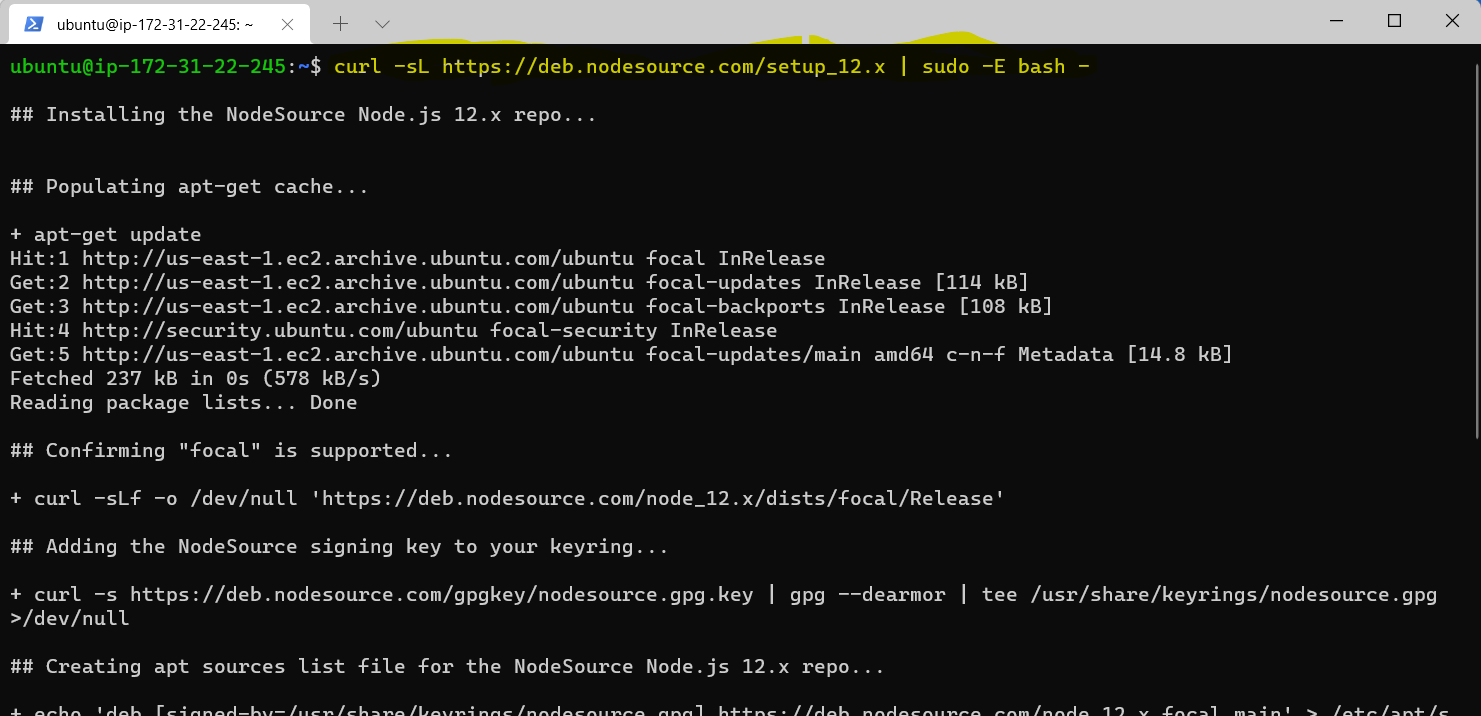 ubuntu@ip-172-31-22-245: ~
ubuntu@ip-172-31-22-245:~$ curl -sL https://deb.nodesource.com/setup_12.x | sudo -E bash -
## Installing the NodeSource Node.js 12.x repo...
## Populating apt-get cache...
+ apt-get update
Hit:1 http://us-east-1.ec2.archive.ubuntu.com/ubuntu focal InRelease
Get:2 http://us-east-1.ec2.archive.ubuntu.com/ubuntu focal-updates InRelease [114 kB]
Get:3 http://us-east-1.ec2.archive.ubuntu.com/ubuntu focal-backports InRelease [108 kB]
Hit:4 http://security.ubuntu.com/ubuntu focal-security InRelease
Get:5 http://us-east-1.ec2.archive.ubuntu.com/ubuntu focal-updates/main amd64 c-n-f Metadata [14.8 kB]
Fetched 237 kB in 0s (578 kB/s)
Reading package lists... Done
## Confirming "focal" is supported...
+ curl -sLf -o /dev/null 'https://deb.nodesource.com/node_12.x/dists/focal/Release'
## Adding the NodeSource signing key to your keyring...
+ curl -s https://deb.nodesource.com/gpgkey/nodesource.gpg.key | gpg --dearmor | tee /usr/share/keyrings/nodesource.gpg
>/dev/null
## Creating apt sources list file for the NodeSource Node.js 12.x repo...
+ echo 'deb [signed-by=/usr/share/keyrings/nodesource.gpg] https://deb.nodesource.com/node_12.x focal main' > /etc/apt/s